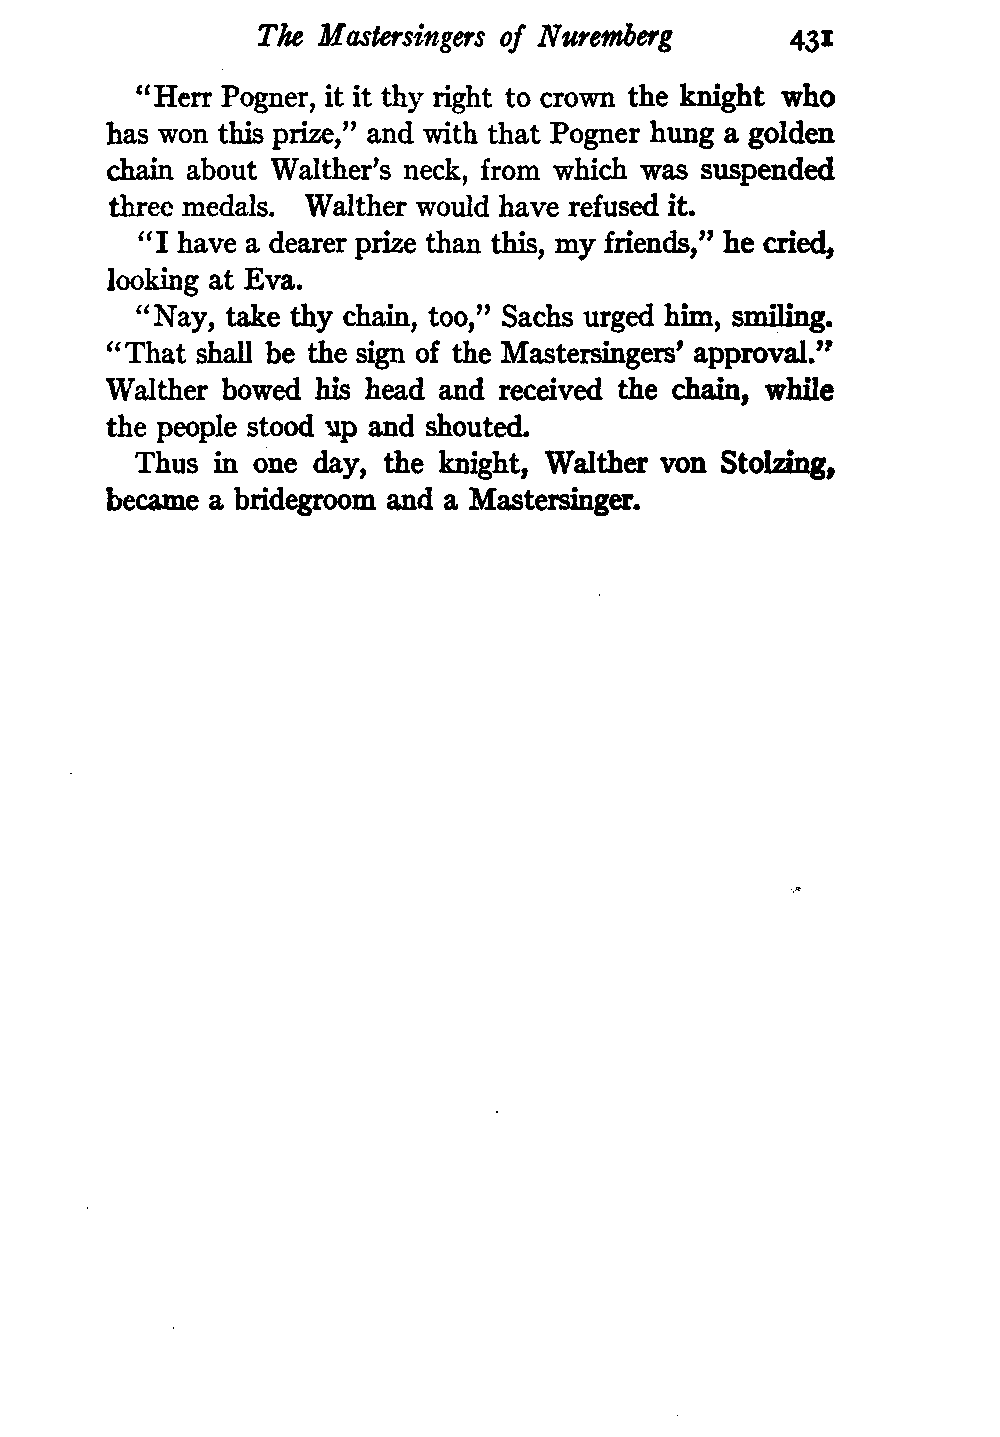 The Mastersingers of Nuremberg 431
"Herr Pogner, it it thy right to crown the knight who
has won this prize," and with that Pogner hung a golden
chain about Walther's neck, from which was suspended
three medals. Walther would have refused it.
"I have a dearer prize than this, my friends," he cried,
looking at Eva.
"Nay, take thy chain, too," Sachs urged him, smiling.
"That shall be the sign of the Mastersingers' approval."
Walther bowed his head and received the chain, while
the people stood up and shouted.
Thus in one day, the knight, Walther von Stolzing,
became a bridegroom and a Mastersinger.